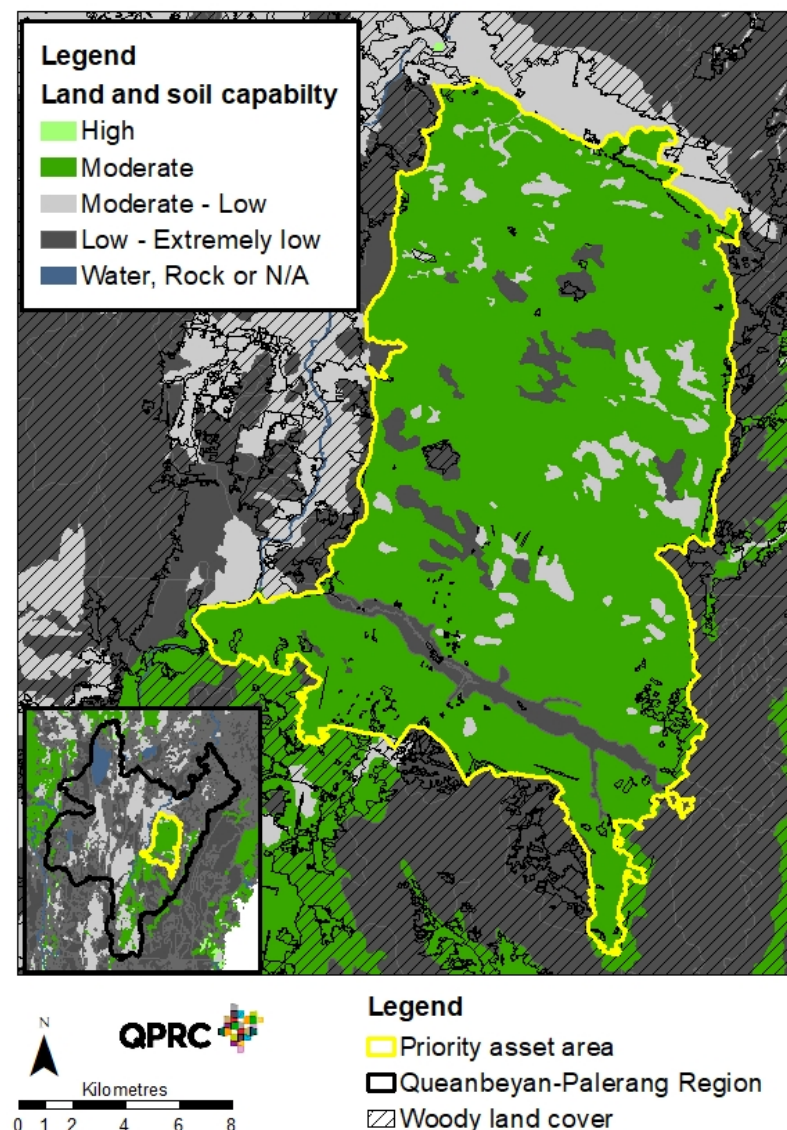 Legend
Land and soil capabilty
High
Moderate
Moderate - Low
Low - Extremely low
Water, Rock or N/A
N
QPRC
Kilometres
0 1 2 4 6 8
Legend
Priority asset area
Queanbeyan-Palerang Region
Woody land cover